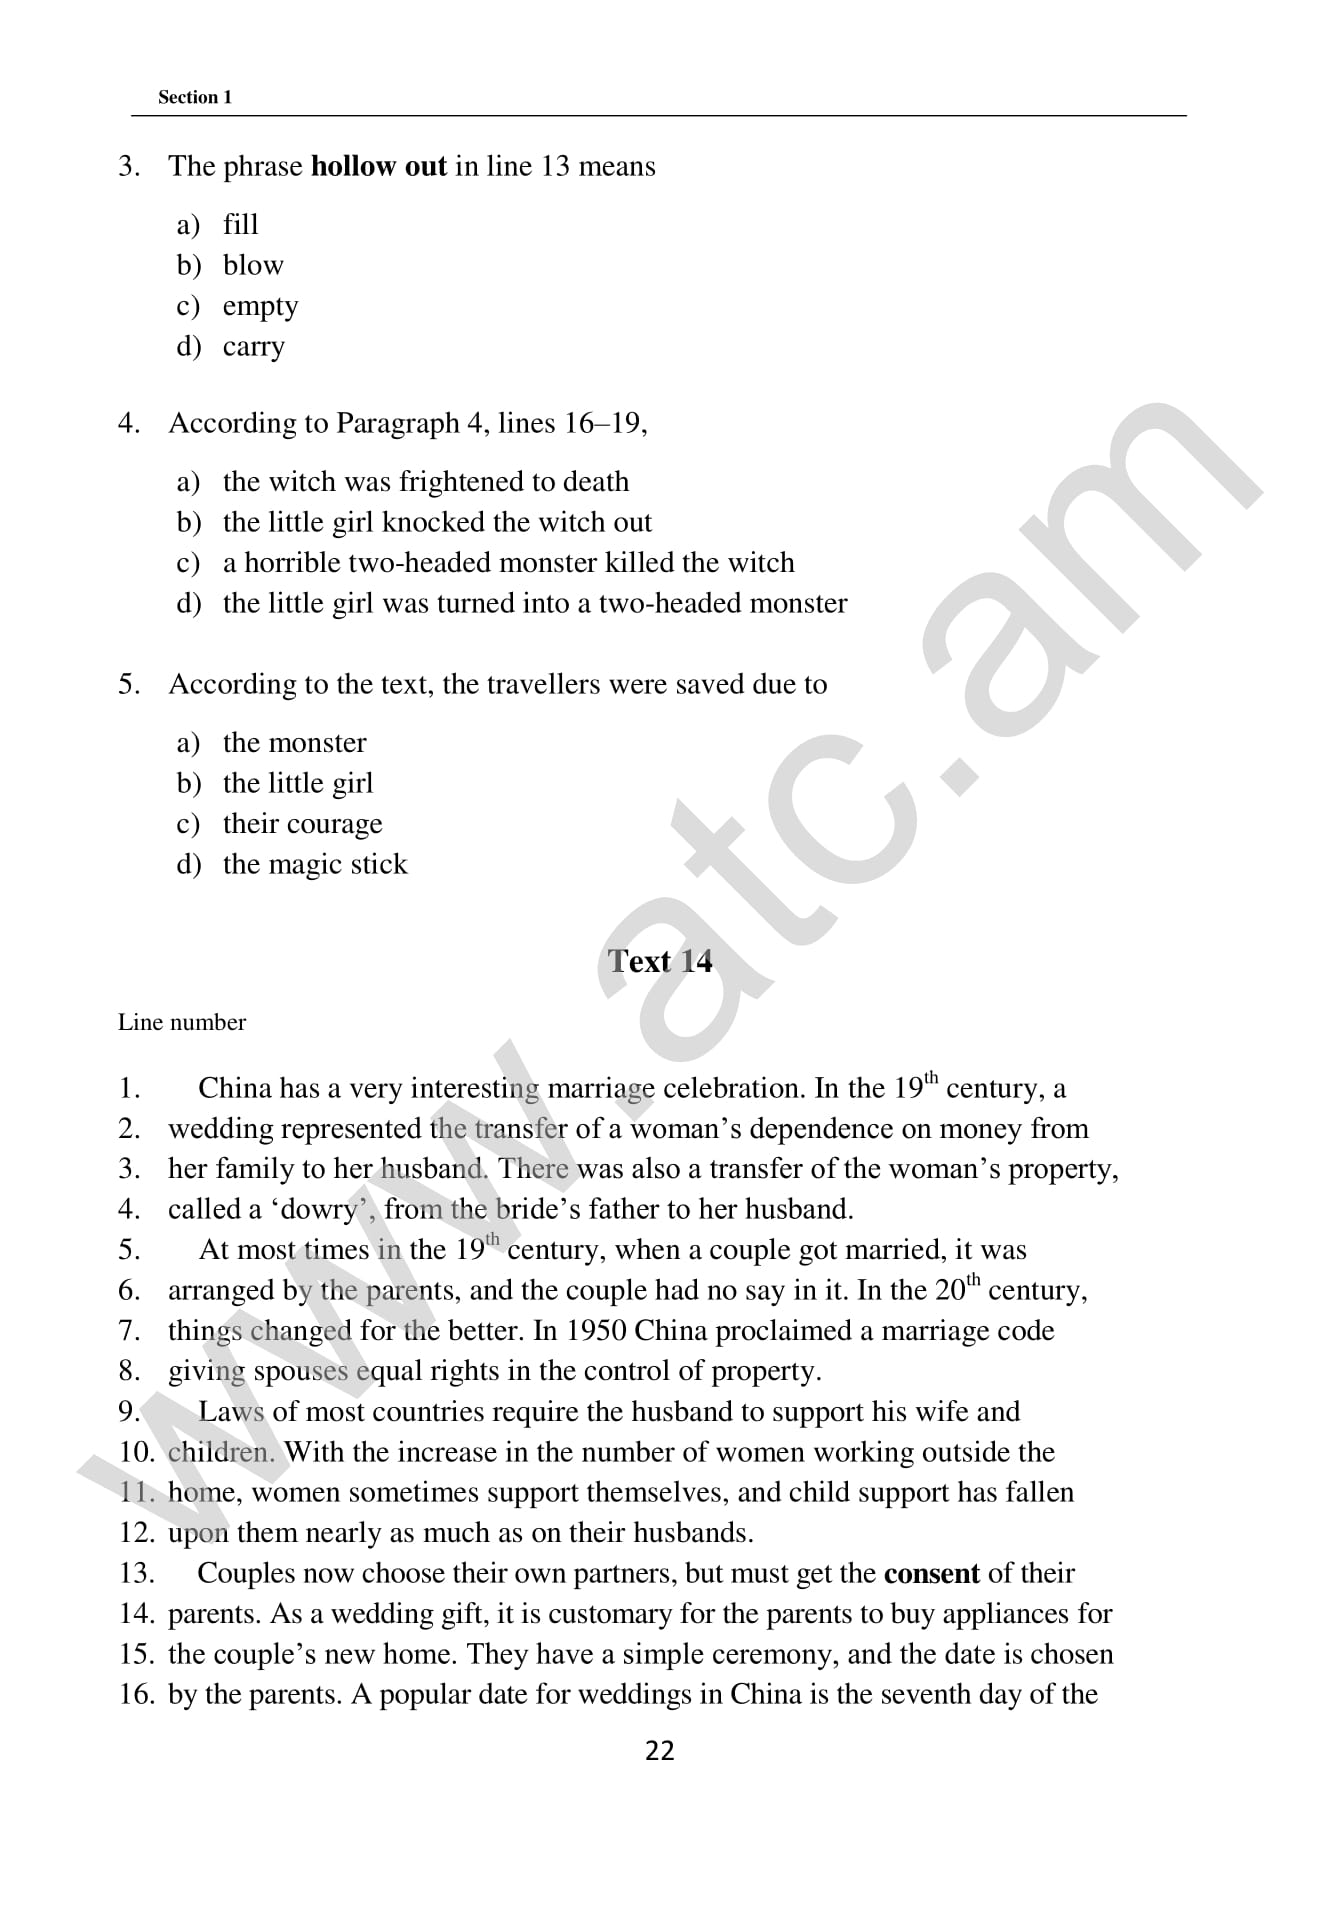 Section 1
3. The phrase hollow out in line 13 means
a) fill
b) blow
c) empty
d) carry
4. According to Paragraph 4, lines 16–19,
a) the witch was frightened to death
b) the little girl knocked the witch out
c) a horrible two-headed monster killed the witch
d) the little girl was turned into a two-headed monster
5. According to the text, the travellers were saved due to
a) the monster
b) the little girl
c) their courage
d) the magic stick
Text 14
Line number
1. China has a very interesting marriage celebration. In the 19th century, a
2. wedding represented the transfer of a woman’s dependence on money from
3. her family to her husband. There was also a transfer of the woman’s property,
4. called a ‘dowry’, from the bride’s father to her husband.
5. At most times in the 19th century, when a couple got married, it was
6. arranged by the parents, and the couple had no say in it. In the 20th century,
7. things changed for the better. In 1950 China proclaimed a marriage code
8. giving spouses equal rights in the control of property.
9. Laws of most countries require the husband to support his wife and
10. children. With the increase in the number of women working outside the
11. home, women sometimes support themselves, and child support has fallen
12. upon them nearly as much as on their husbands.
13. Couples now choose their own partners, but must get the consent of their
14. parents. As a wedding gift, it is customary for the parents to buy appliances for
15. the couple’s new home. They have a simple ceremony, and the date is chosen
16. by the parents. A popular date for weddings in China is the seventh day of the
22
www.atc.am